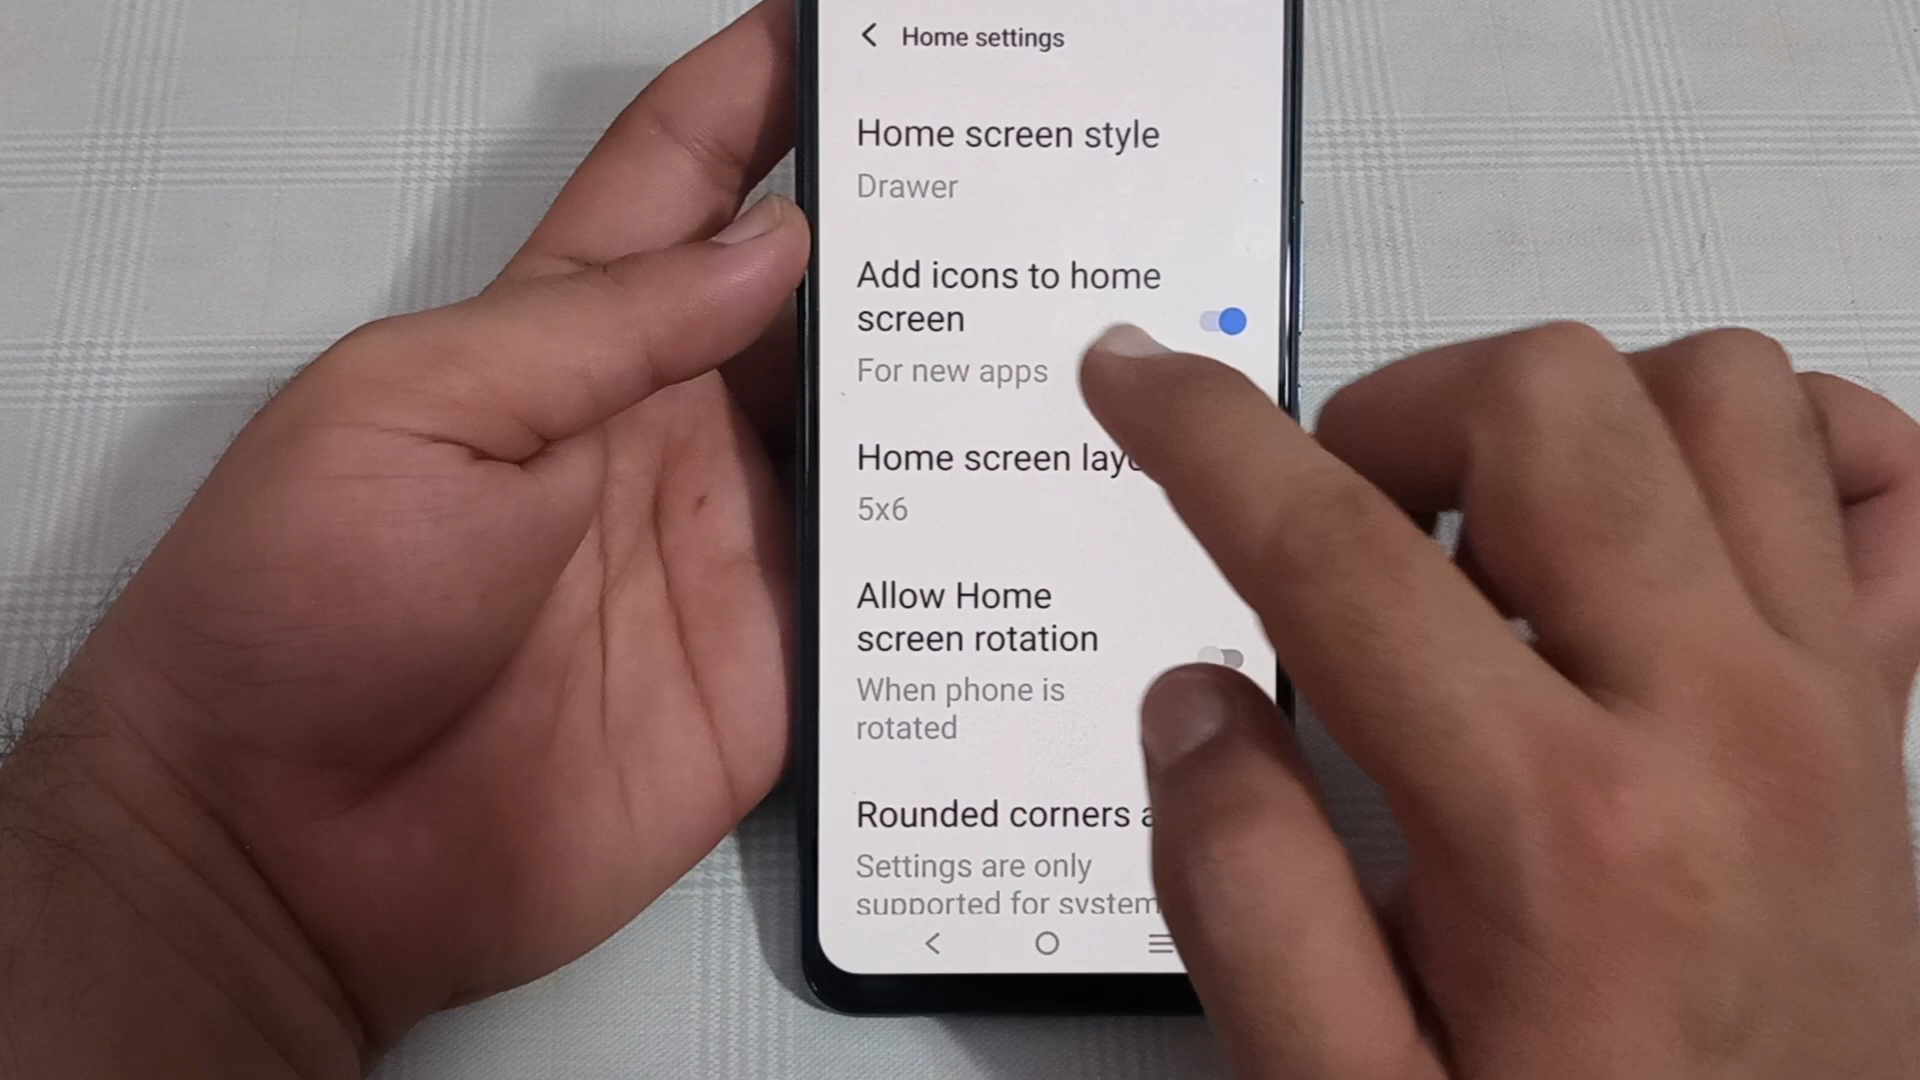 Home settings
Home screen style
Drawer
Add icons to home
screen
For new apps
Home screen
5x6
Allow Home
screen rotation
When phone is
rotated
Rounded corners
Settings are only
supported for system